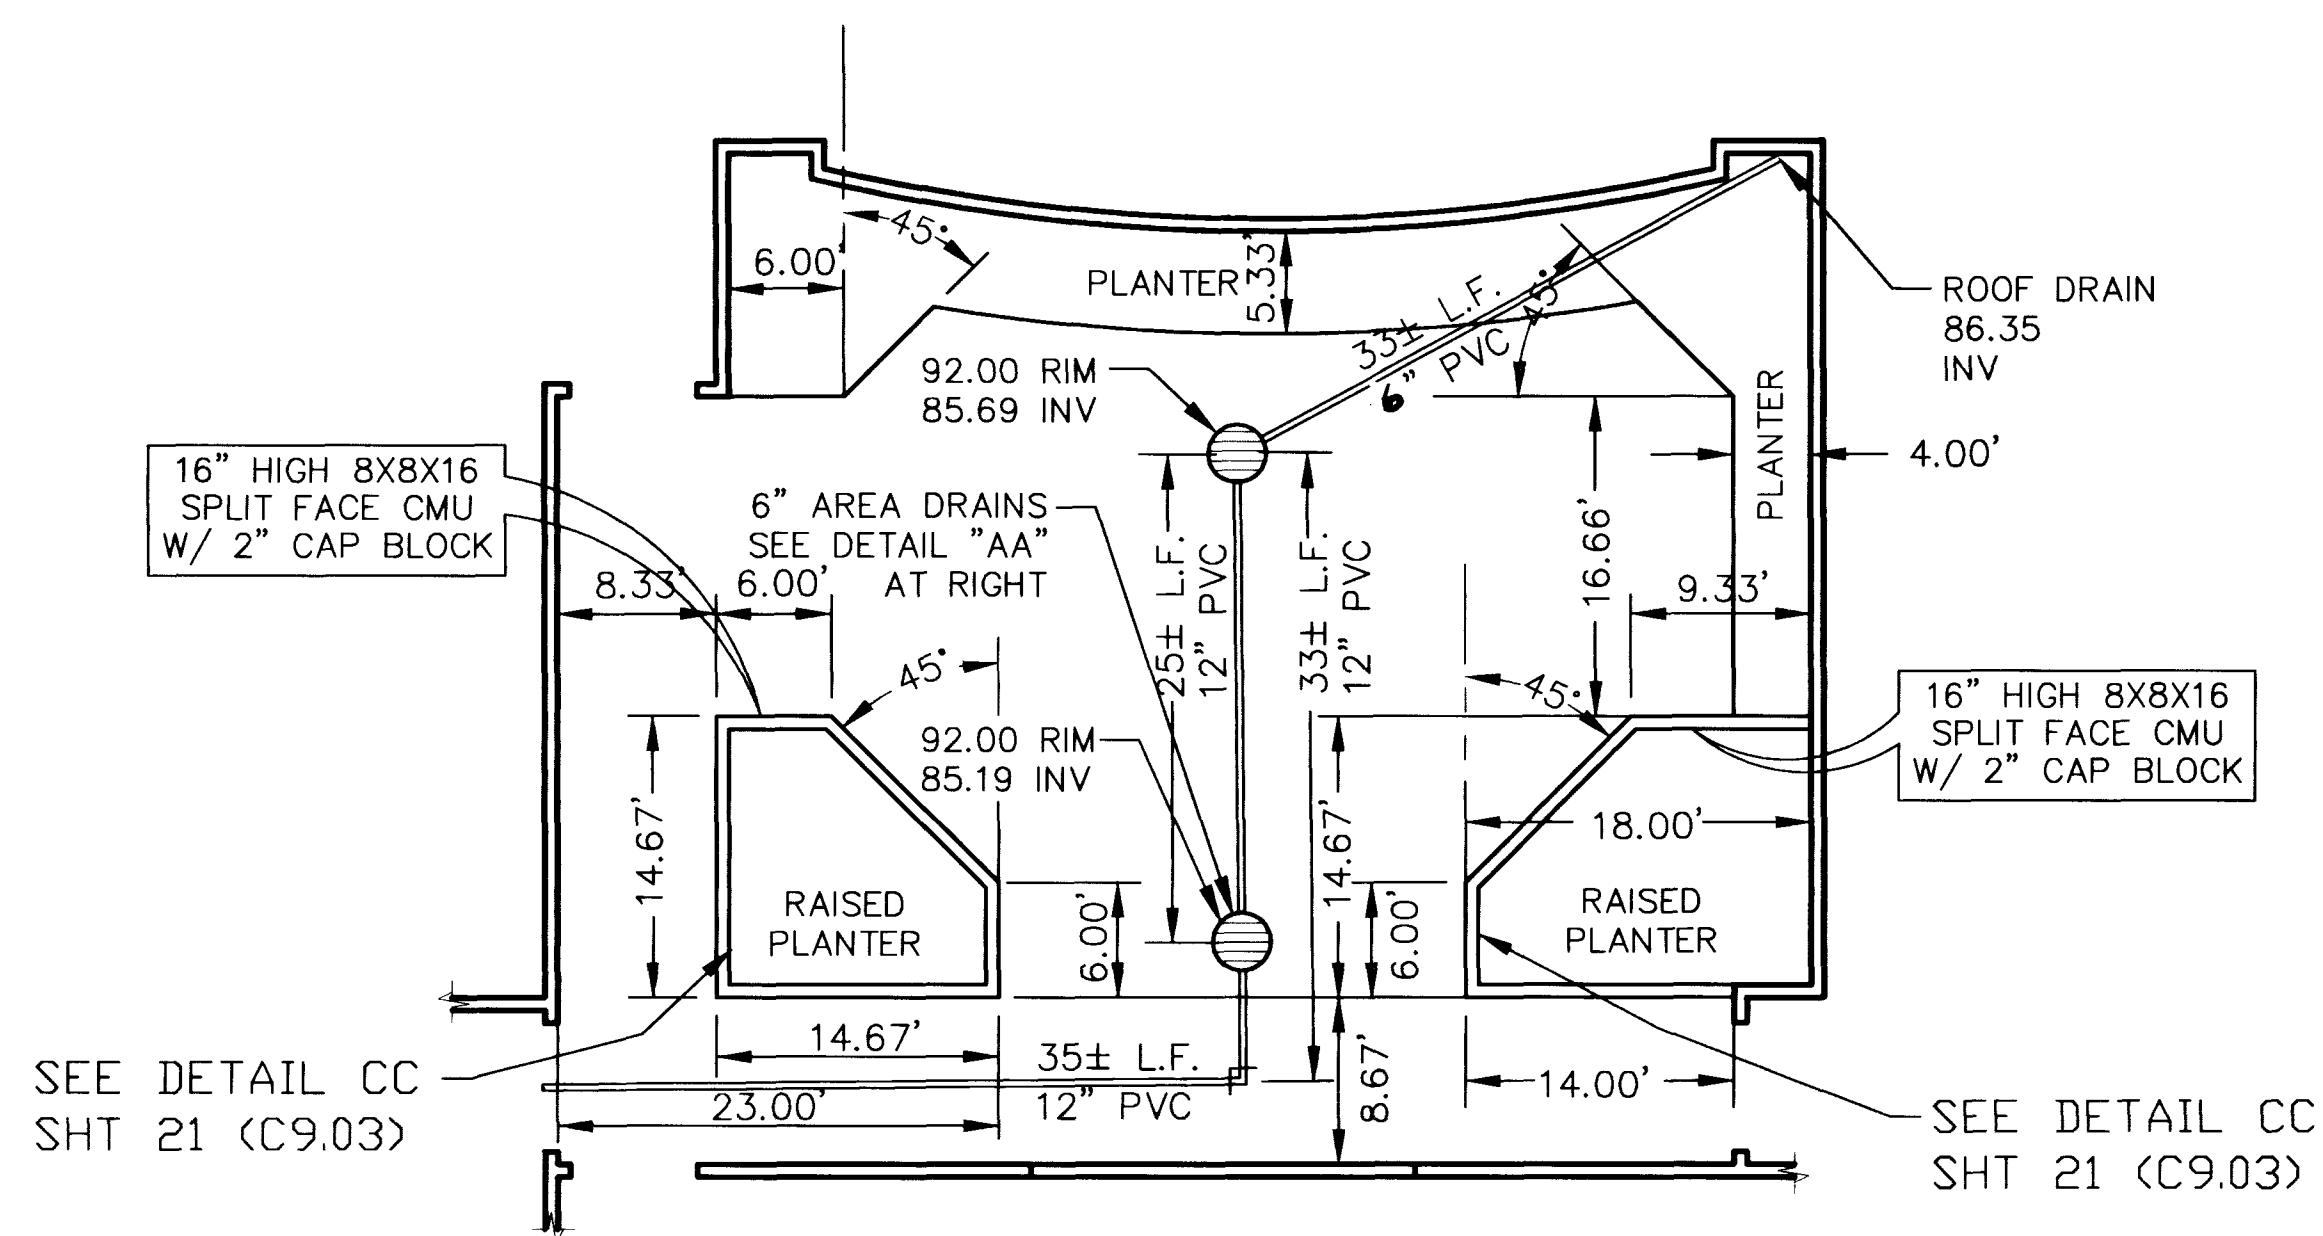 45°
6.00'
PLANTER
5.33'
33± L.F.
6" PVC
45°
ROOF DRAIN
86.35
INV
92.00 RIM
85.69 INV
PLANTER
4.00'
16" HIGH 8X8X16
SPLIT FACE CMU
W/ 2" CAP BLOCK
6" AREA DRAINS
SEE DETAIL "AA"
AT RIGHT
8.33'
6.00'
25± L.F.
12" PVC
33± L.F.
12" PVC
16.66'
9.33'
45°
45°
92.00 RIM
85.19 INV
16" HIGH 8X8X16
SPLIT FACE CMU
W/ 2" CAP BLOCK
14.67'
14.67'
18.00'
RAISED
PLANTER
6.00'
6.00'
RAISED
PLANTER
SEE DETAIL CC
SHT 21 (C9.03)
14.67'
35± L.F.
12" PVC
23.00'
8.67'
14.00'
SEE DETAIL CC
SHT 21 (C9.03)